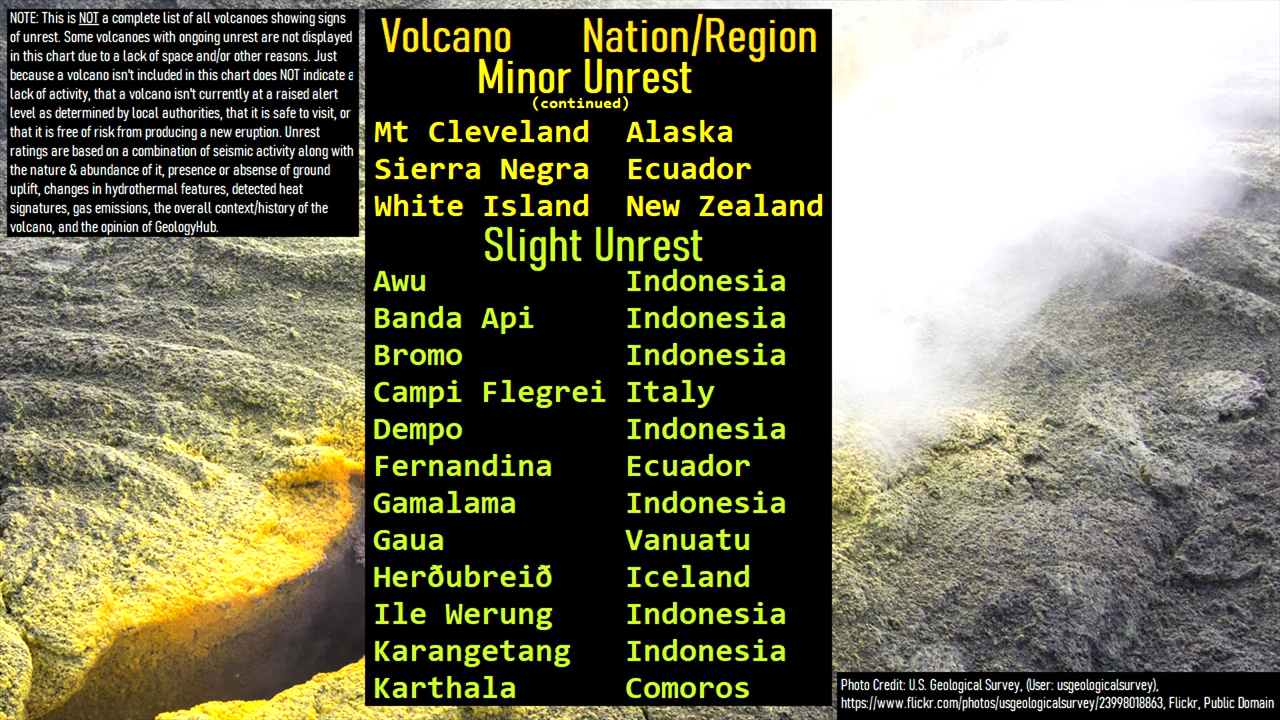 NOTE: This is NOT a complete list of all volcanoes showing signs
of unrest. Some volcanoes with ongoing unrest are not displayed
in this chart due to a lack of space and/or other reasons. Just
because a volcano isn't included in this chart does NOT indicate a
lack of activity, that a volcano isn't currently at a raised alert
level as determined by local authorities, that it is safe to visit, or
that it is free of risk from producing a new eruption. Unrest
ratings are based on a combination of seismic activity along with
the nature & abundance of it, presence or absense of ground
uplift, changes in hydrothermal features, detected heat
signatures, gas emissions, the overall context/history of the
volcano, and the opinion of GeologyHub.
Volcano Nation/Region
Minor Unrest
(continued)
Mt Cleveland Alaska
Sierra Negra Ecuador
White Island New Zealand
Slight Unrest
Awu Indonesia
Banda Api Indonesia
Bromo Indonesia
Campi Flegrei Italy
Dempo Indonesia
Fernandina Ecuador
Gamalama Indonesia
Gaua Vanuatu
Herðubreið Iceland
Ile Werung Indonesia
Karangetang Indonesia
Karthala Comoros
Photo Credit: U.S. Geological Survey, (User: usgeologicalsurvey),
https://www.flickr.com/photos/usgeologicalsurvey/23998018863, Flickr, Public Domain